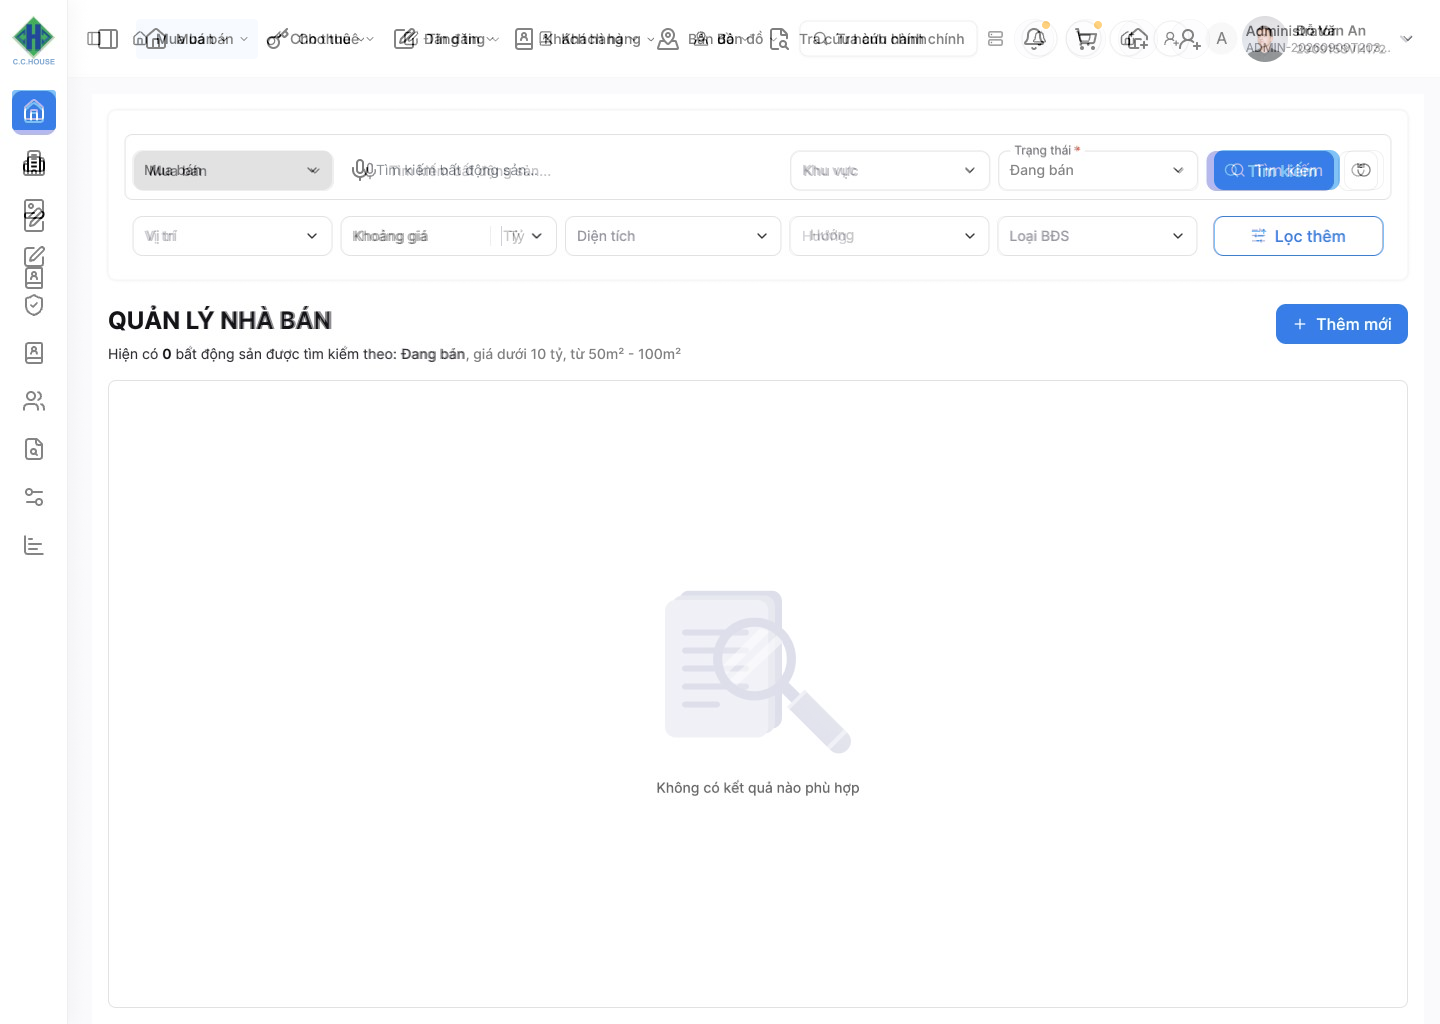 C.C.HOUSE
Mua bán
Cho thuê
Đăng tin
Khách hàng
Bản đồ
Tra cứu hành chính
A
Mua bán
Tìm kiếm bất động sản...
Khu vực
Trạng thái *
Đang bán
Tìm kiếm
Vị trí
Khoảng giá
Tỷ
Diện tích
Hướng
Loại BĐS
Lọc thêm
QUẢN LÝ NHÀ BÁN
Thêm mới
Hiện có 0 bất động sản được tìm kiếm theo: Đang bán, giá dưới 10 tỷ, từ 50m² - 100m²
Không có kết quả nào phù hợp